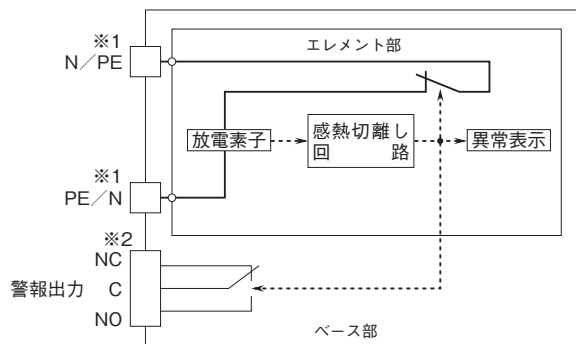 エレメント部
※1
N／PE
放電素子
感熱切離し
回　路
異常表示
※1
PE／N
※2
NC
警報出力 C
NO
ベース部